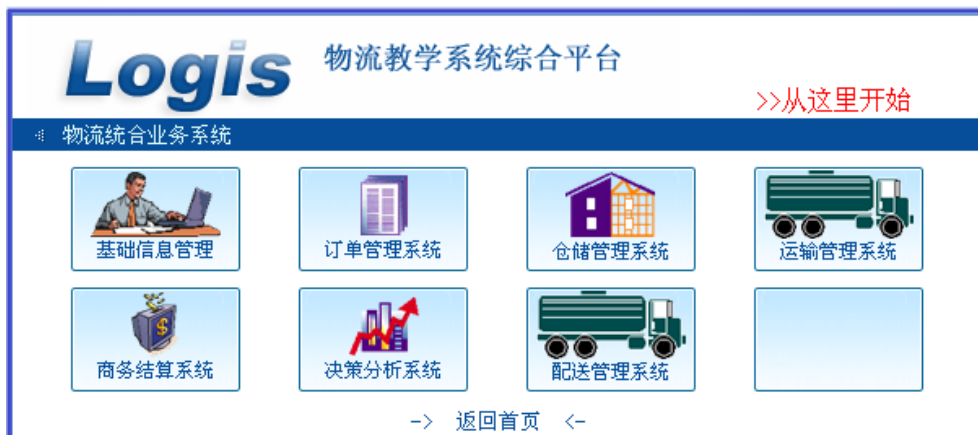 Logis 物流教学系统综合平台
>>从这里开始
物流统合业务系统
基础信息管理 订单管理系统 仓储管理系统 运输管理系统
$
商务结算系统 决策分析系统 配送管理系统
-> 返回首页 <-